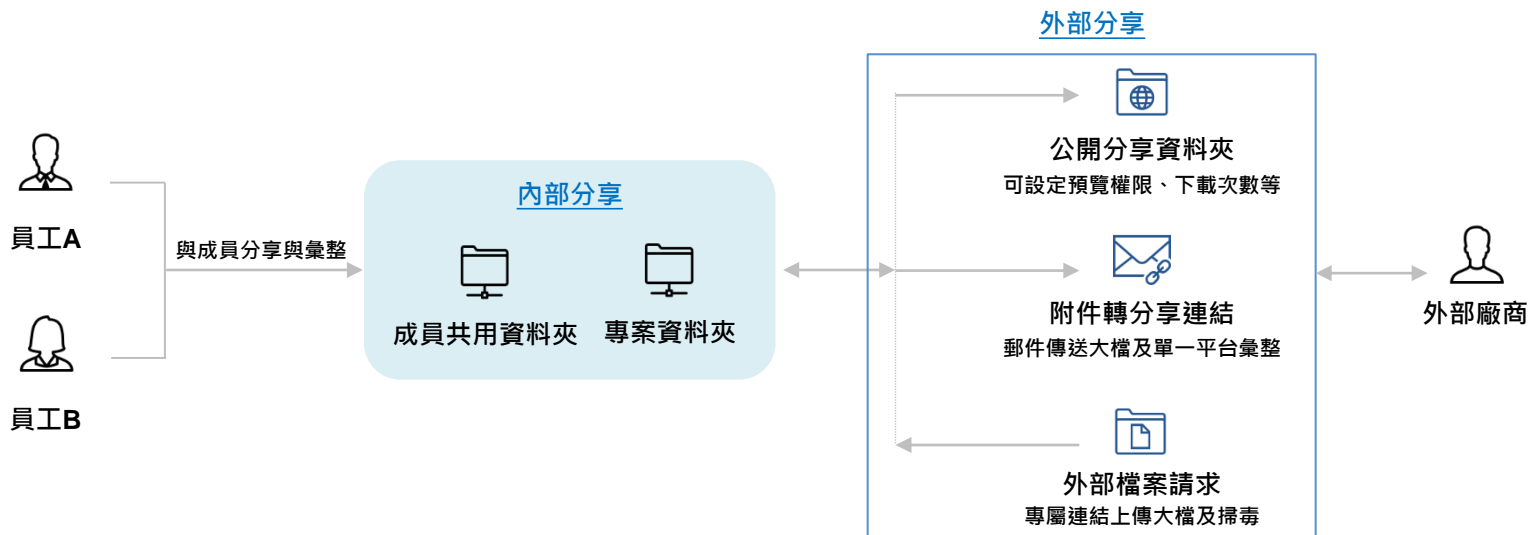 外部分享
公開分享資料夾
可設定預覽權限、下載次數等
內部分享
員工A
與成員分享與彙整
成員共用資料夾
專案資料夾
附件轉分享連結
郵件傳送大檔及單一平台彙整
外部廠商
員工B
外部檔案請求
專屬連結上傳大檔及掃毒